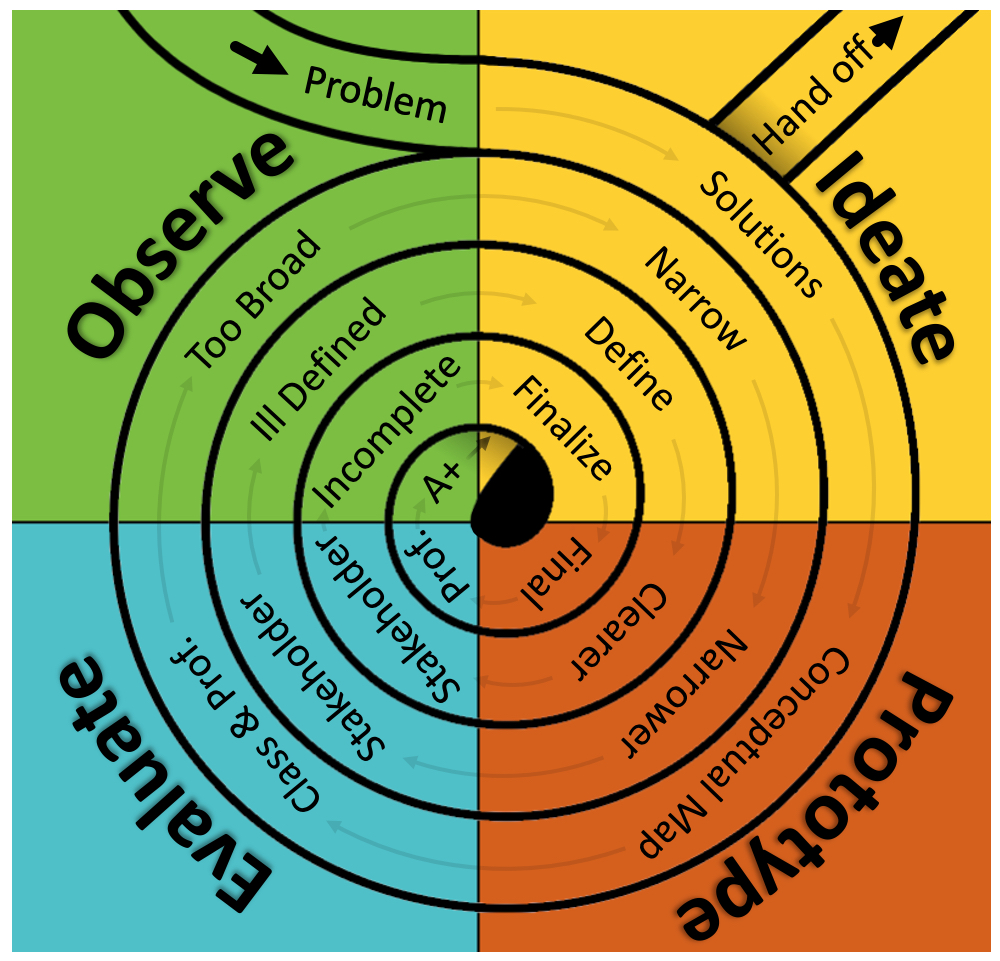 Observe
Ideate
Prototype
Evaluate
Problem
Solutions
Conceptual Map
Class & Prof.
Too Broad
Narrow
Narrower
Stakeholder
Ill Defined
Define
Clearer
Stakeholder
Incomplete
Finalize
Final
Prof.
A+
Hand off